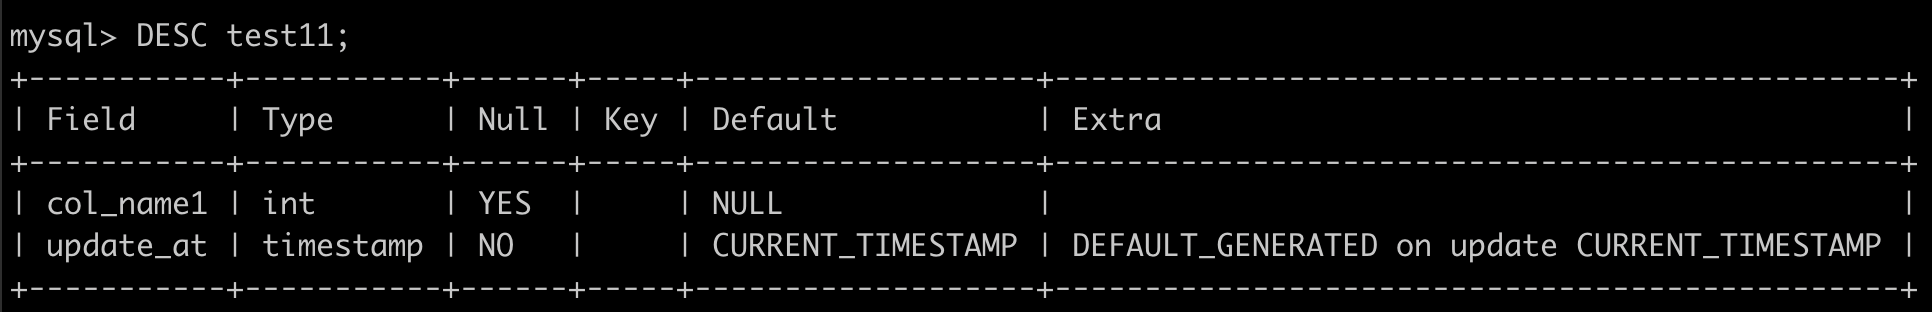 mysql> DESC test11;
+-----------+-----------+------+-----+-------------------+-----------------------------------------------+
| Field     | Type      | Null | Key | Default           | Extra                                         |
+-----------+-----------+------+-----+-------------------+-----------------------------------------------+
| col_name1 | int       | YES  |     | NULL              |                                               |
| update_at | timestamp | NO   |     | CURRENT_TIMESTAMP | DEFAULT_GENERATED on update CURRENT_TIMESTAMP |
+-----------+-----------+------+-----+-------------------+-----------------------------------------------+